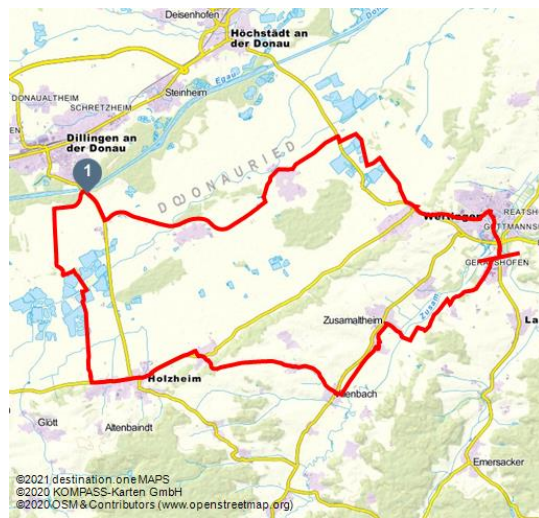 Deisenhofen
Höchstädt an
der Donau
Egau
DONAUALTHEIM
Steinheim
SCHRETZHEIM
Dillingen an
der Donau
1
DONAURIED
Wertingen
REATSH
GOTTMANNS
GERATSHOFEN
Zusam
Zusamaltheim
La
Holzheim
Glött
Altenbaindt
Emersacker
©2021 destination.one MAPS
©2020 KOMPASS-Karten GmbH
©2020 OSM & Contributors (www.openstreetmap.org)